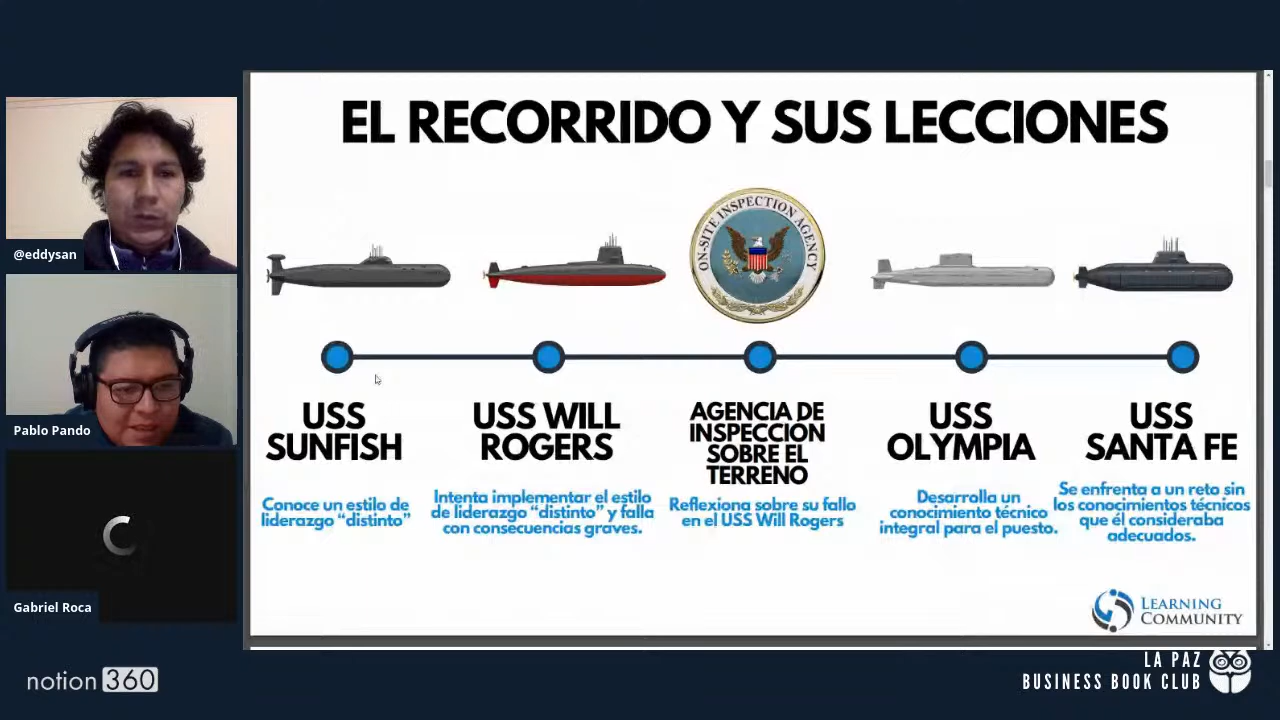 EL RECORRIDO Y SUS LECCIONES
@eddysan
Pablo Pando
Gabriel Roca
ON-SITE INSPECTION AGENCY
USS
SUNFISH
Conoce un estilo de
liderazgo “distinto”
USS WILL
ROGERS
Intenta implementar el estilo
de liderazgo “distinto” y falla
con consecuencias graves.
AGENCIA DE
INSPECCION
SOBRE EL
TERRENO
Reflexiona sobre su fallo
en el USS Will Rogers
USS
OLYMPIA
Desarrolla un
conocimiento técnico
integral para el puesto.
USS
SANTA FE
Se enfrenta a un reto sin
los conocimientos técnicos
que él consideraba
adecuados.
LEARNING
COMMUNITY
notion 360
LA PAZ
BUSINESS BOOK CLUB